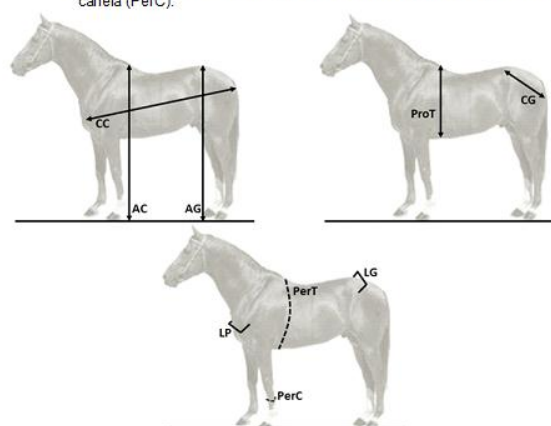 canela (PerC).
CC
AC
AG
ProT
CG
LG
PerT
LP
PerC